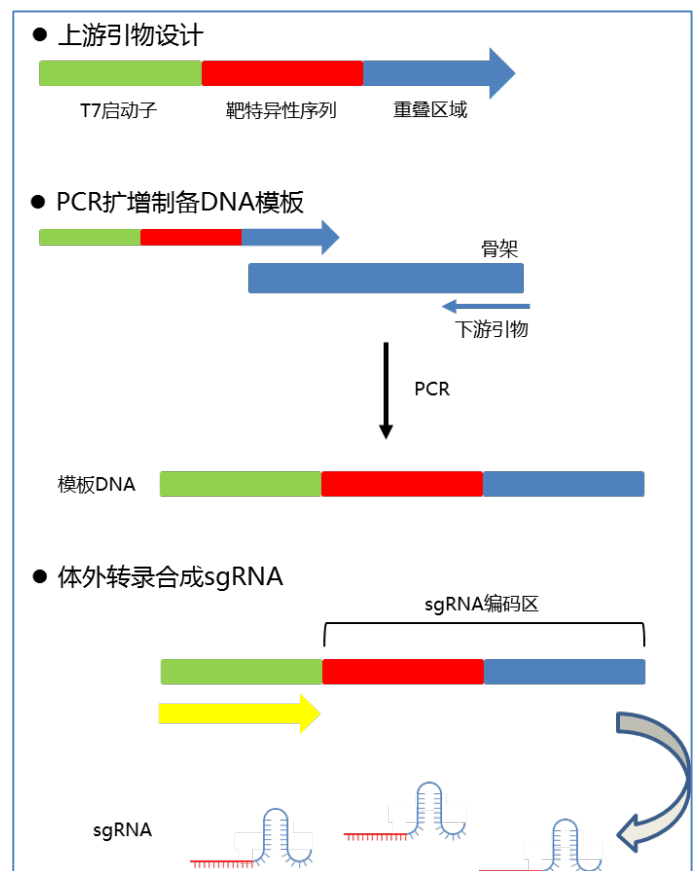 ● 上游引物设计
T7启动子 靶特异性序列 重叠区域
● PCR扩增制备DNA模板
骨架
下游引物
PCR
模板DNA
● 体外转录合成sgRNA
sgRNA编码区
sgRNA